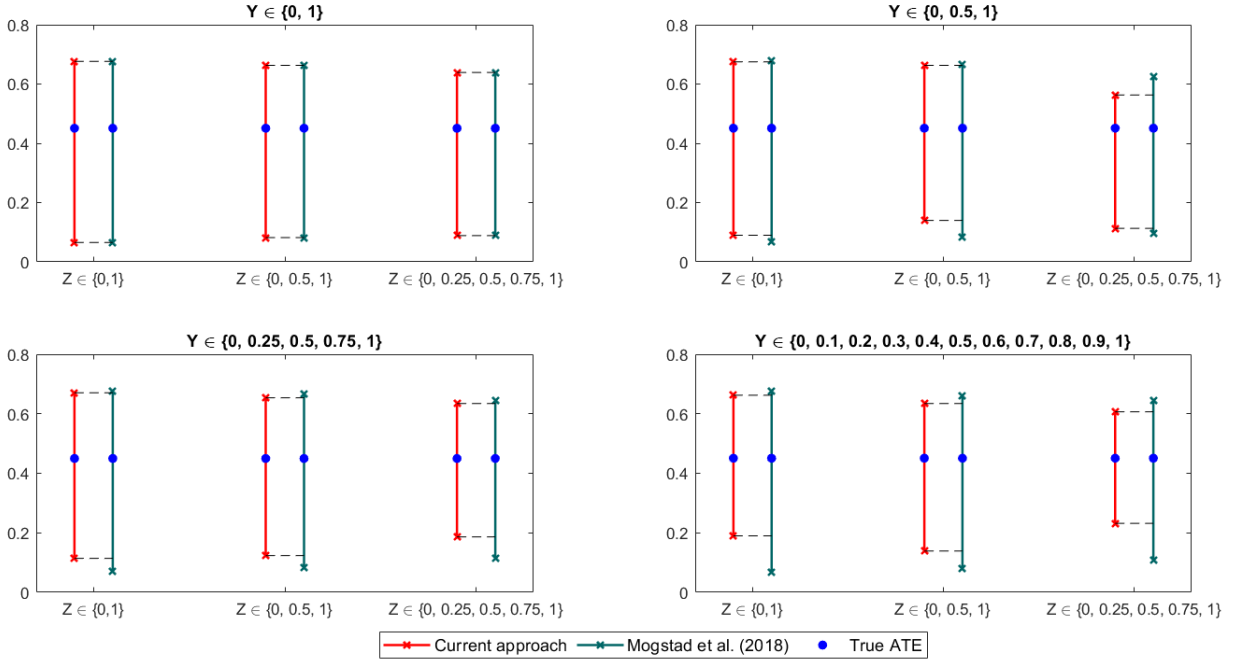 Y ∈ {0, 1}
0.8
0.6
0.4
0.2
0
Z ∈ {0,1}
Z ∈ {0, 0.5, 1}
Z ∈ {0, 0.25, 0.5, 0.75, 1}
Y ∈ {0, 0.5, 1}
0.8
0.6
0.4
0.2
0
Z ∈ {0,1}
Z ∈ {0, 0.5, 1}
Z ∈ {0, 0.25, 0.5, 0.75, 1}
Y ∈ {0, 0.25, 0.5, 0.75, 1}
0.8
0.6
0.4
0.2
0
Z ∈ {0,1}
Z ∈ {0, 0.5, 1}
Z ∈ {0, 0.25, 0.5, 0.75, 1}
Y ∈ {0, 0.1, 0.2, 0.3, 0.4, 0.5, 0.6, 0.7, 0.8, 0.9, 1}
0.8
0.6
0.4
0.2
0
Z ∈ {0,1}
Z ∈ {0, 0.5, 1}
Z ∈ {0, 0.25, 0.5, 0.75, 1}
Current approach
Mogstad et al. (2018)
True ATE